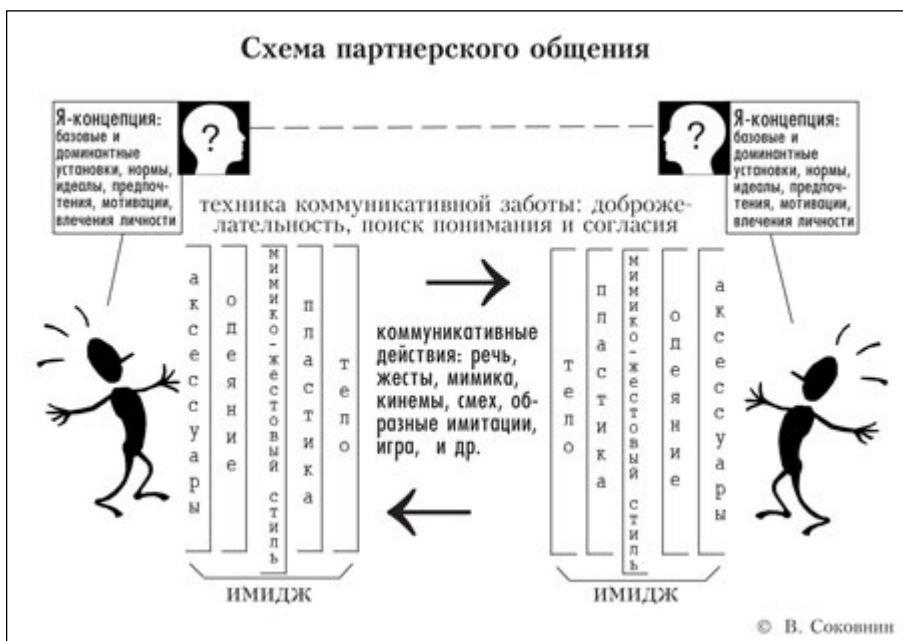 Схема партнерского общения
Я-концепция:
базовые и
доминантные
установки, нормы,
идеалы, предпоч-
тения, мотивации,
влечения личности
?
?
Я-концепция:
базовые и
доминантные
установки, нормы,
идеалы, предпоч-
тения, мотивации,
влечения личности
техника коммуникативной заботы: доброже-
лательность, поиск понимания и согласия
аксессуары
одеяние
мимико-жестовый стиль
пластика
тело
коммуникативные
действия: речь,
жесты, мимика,
кинемы, смех, об-
разные имитации,
игра, и др.
тело
пластика
мимико-жестовый стиль
одеяние
аксессуары
имидж
имидж
© В. Соковнин